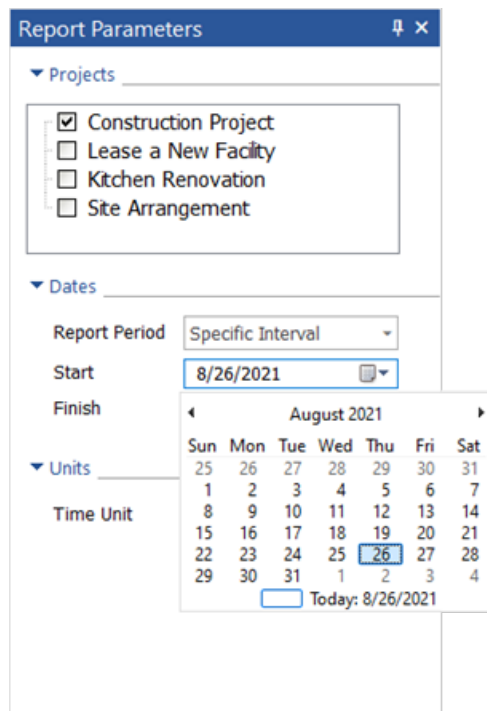 Report Parameters
Projects
Construction Project
Lease a New Facility
Kitchen Renovation
Site Arrangement
Dates
Report Period Specific Interval
Start 8/26/2021
Finish
August 2021
Sun Mon Tue Wed Thu Fri Sat
25 26 27 28 29 30 31
1 2 3 4 5 6 7
8 9 10 11 12 13 14
15 16 17 18 19 20 21
22 23 24 25 26 27 28
29 30 31 1 2 3 4
Today: 8/26/2021
Units
Time Unit